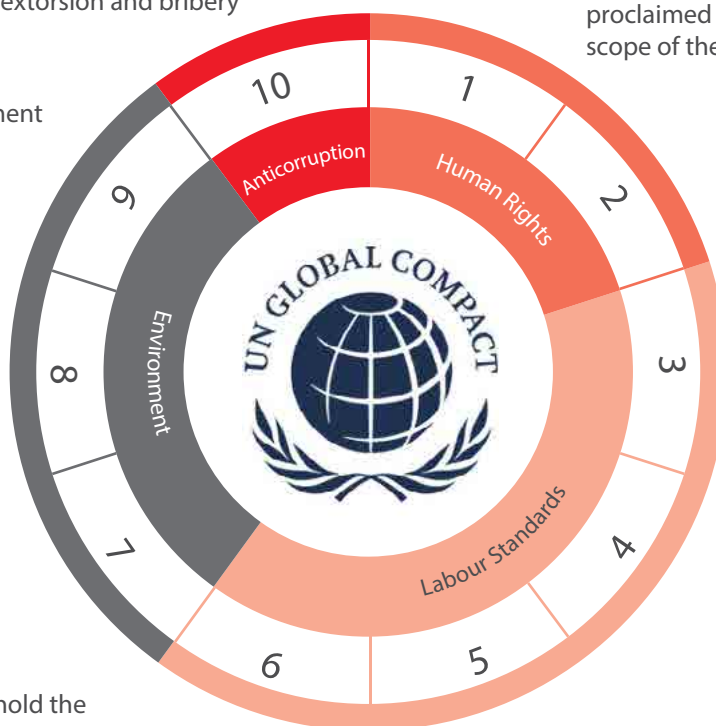 extorsion and bribery
proclaimed
scope of the
ment
10
1
2
3
4
5
6
7
8
9
Anticorruption
Human Rights
Labour Standards
Environment
UN GLOBAL COMPACT
hold the